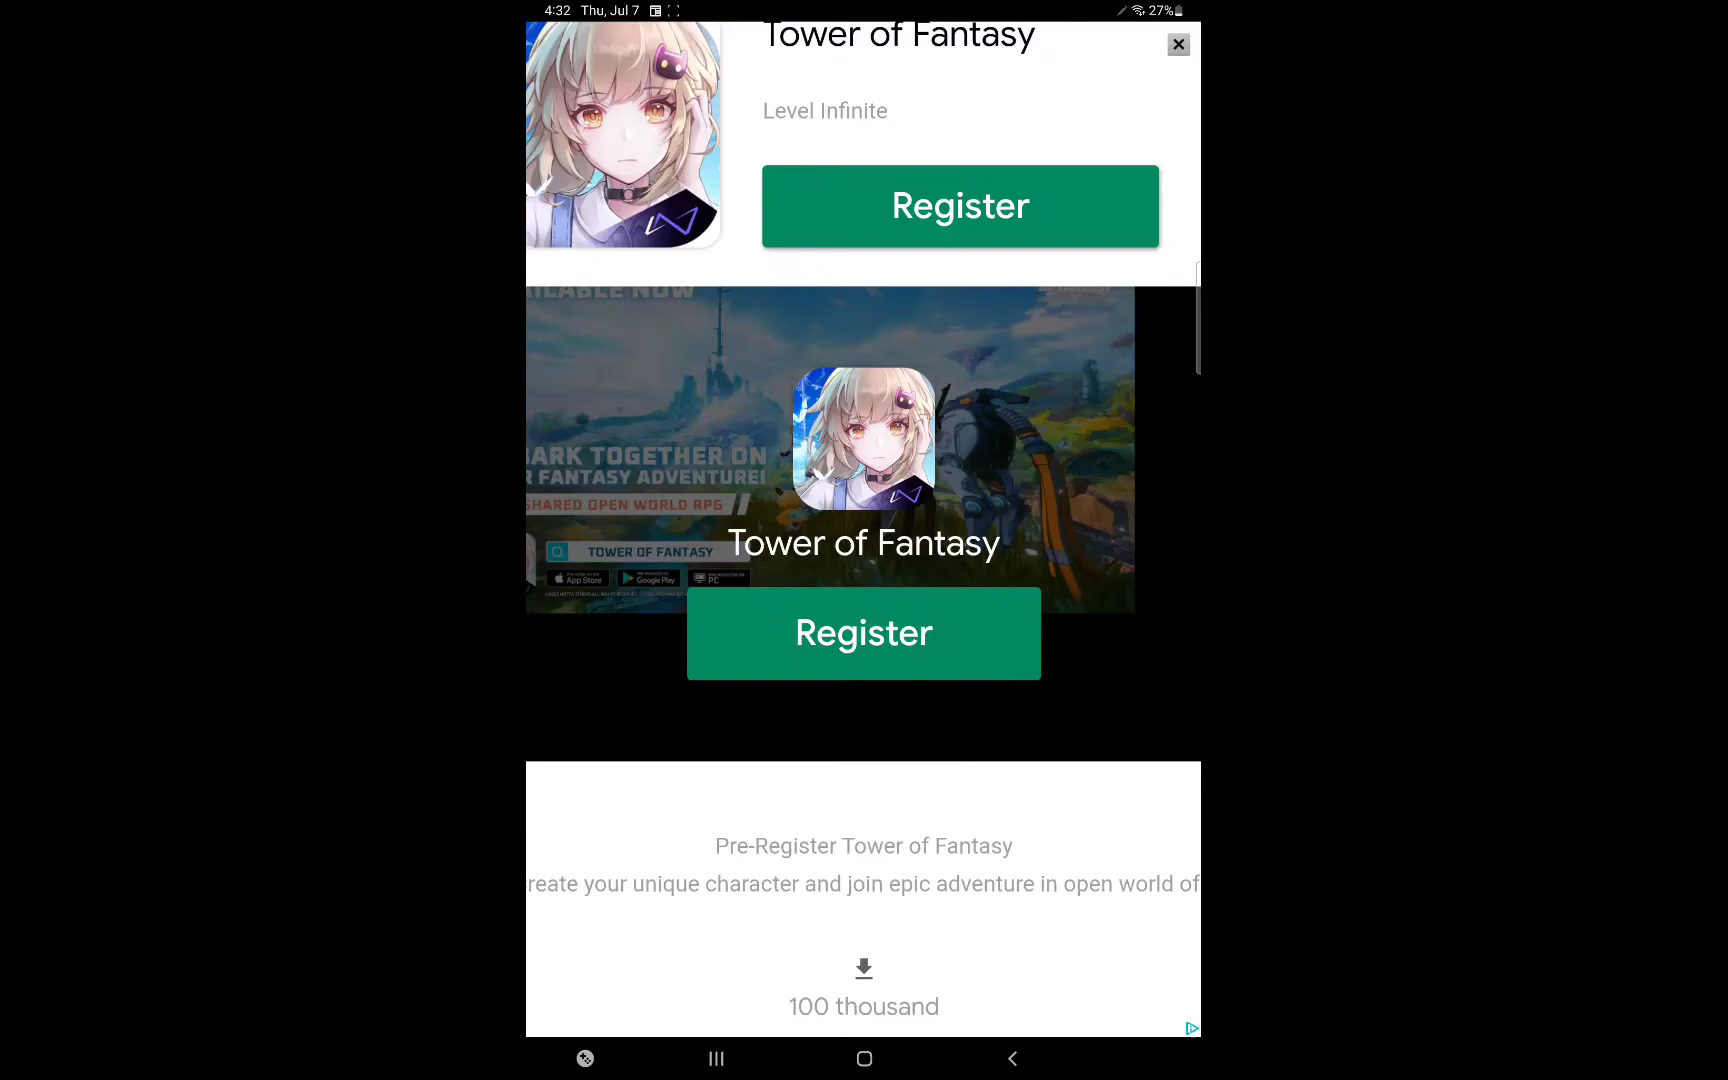 4:32 Thu, Jul 7
27%
Tower of Fantasy
Level Infinite
Register
AILABLE NOW
ARK TOGETHER ON
R FANTASY ADVENTURE!
SHARED OPEN WORLD RPG
TOWER OF FANTASY
App Store
Google Play
PC
Tower of Fantasy
Register
Pre-Register Tower of Fantasy
reate your unique character and join epic adventure in open world of
100 thousand